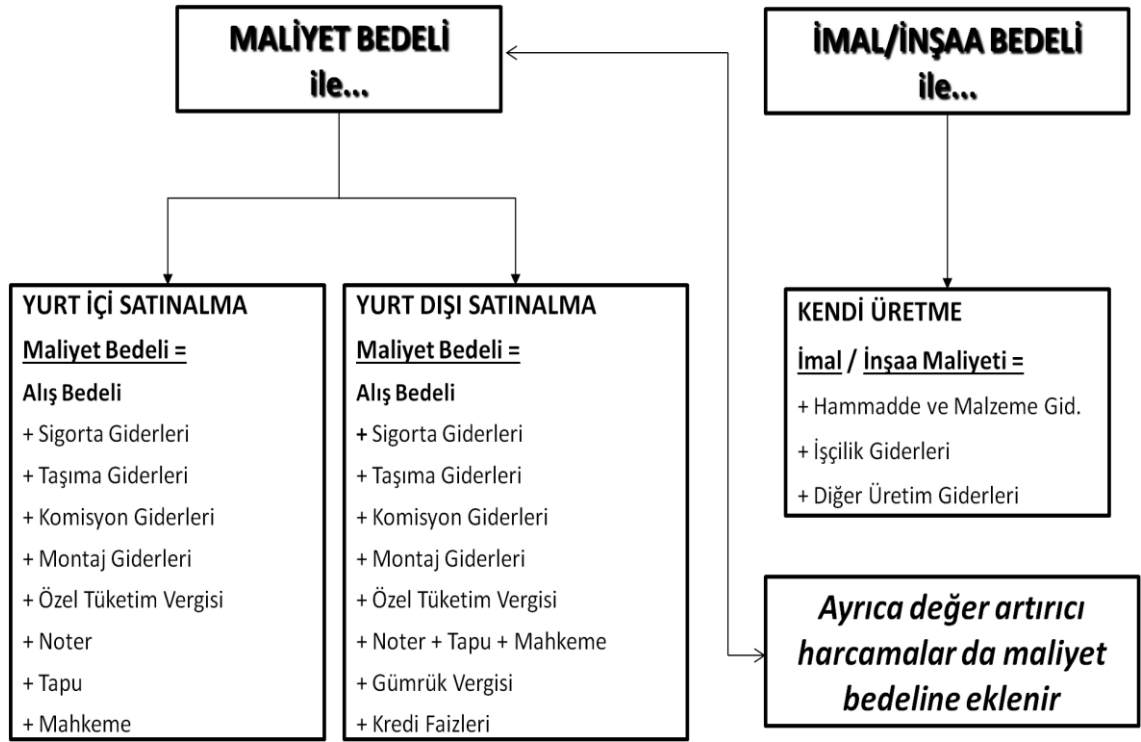 MALİYET BEDELİ
ile...
İMAL/İNŞAA BEDELİ
ile...
YURT İÇİ SATINALMA
Maliyet Bedeli =
Alış Bedeli
+ Sigorta Giderleri
+ Taşıma Giderleri
+ Komisyon Giderleri
+ Montaj Giderleri
+ Özel Tüketim Vergisi
+ Noter
+ Tapu
+ Mahkeme
YURT DIŞI SATINALMA
Maliyet Bedeli =
Alış Bedeli
+ Sigorta Giderleri
+ Taşıma Giderleri
+ Komisyon Giderleri
+ Montaj Giderleri
+ Özel Tüketim Vergisi
+ Noter + Tapu + Mahkeme
+ Gümrük Vergisi
+ Kredi Faizleri
KENDİ ÜRETME
İmal / İnşaa Maliyeti =
+ Hammadde ve Malzeme Gid.
+ İşçilik Giderleri
+ Diğer Üretim Giderleri
Ayrıca değer artırıcı
harcamalar da maliyet
bedeline eklenir